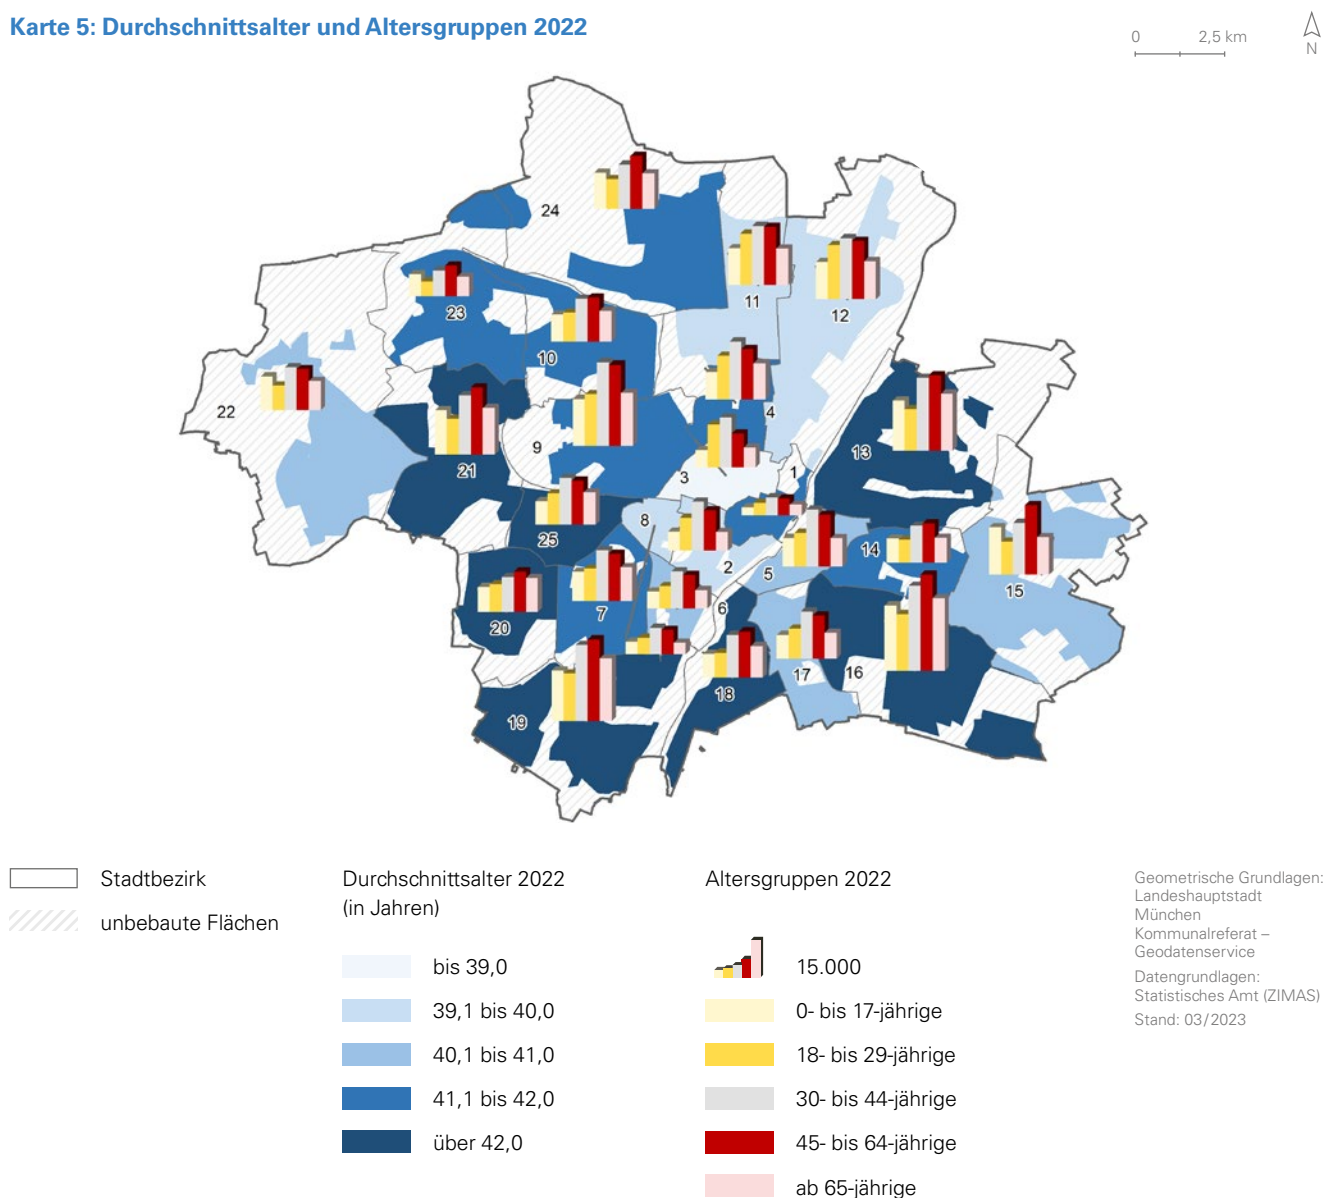 Karte 5: Durchschnittsalter und Altersgruppen 2022
0 2,5 km
N
24
11
12
23
10
22
4
9
13
21
3
1
8
25
14
2
5
15
6
7
20
17
16
18
19
Stadtbezirk
unbebaute Flächen
Durchschnittsalter 2022
(in Jahren)
bis 39,0
39,1 bis 40,0
40,1 bis 41,0
41,1 bis 42,0
über 42,0
Altersgruppen 2022
15.000
0- bis 17-jährige
18- bis 29-jährige
30- bis 44-jährige
45- bis 64-jährige
ab 65-jährige
Geometrische Grundlagen:
Landeshauptstadt
München
Kommunalreferat –
Geodatenservice
Datengrundlagen:
Statistisches Amt (ZIMAS)
Stand: 03/2023